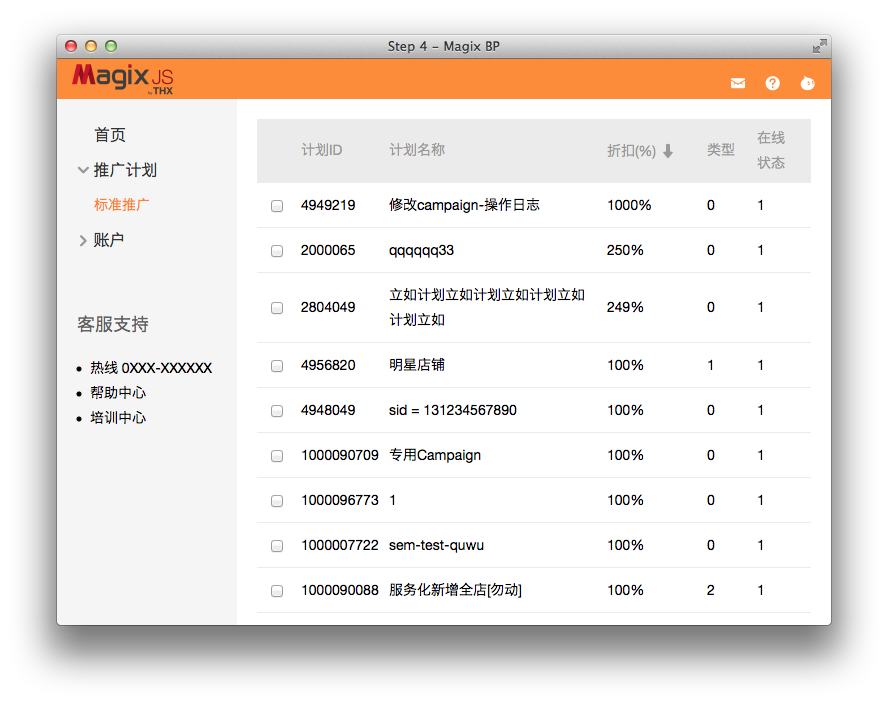 Step 4 – Magix BP
Magix JS
by THX
首页
推广计划
标准推广
账户
客服支持
热线 0XXX-XXXXXX
帮助中心
培训中心
计划ID 计划名称 折扣(%) 类型 在线
状态
4949219 修改campaign-操作日志 1000% 0 1
2000065 qqqqqq33 250% 0 1
2804049 立如计划立如计划立如计划立如 249% 0 1
计划立如
4956820 明星店铺 100% 1 1
4948049 sid = 131234567890 100% 0 1
1000090709 专用Campaign 100% 0 1
1000096773 1 100% 0 1
1000007722 sem-test-quwu 100% 0 1
1000090088 服务化新增全店[勿动] 100% 2 1